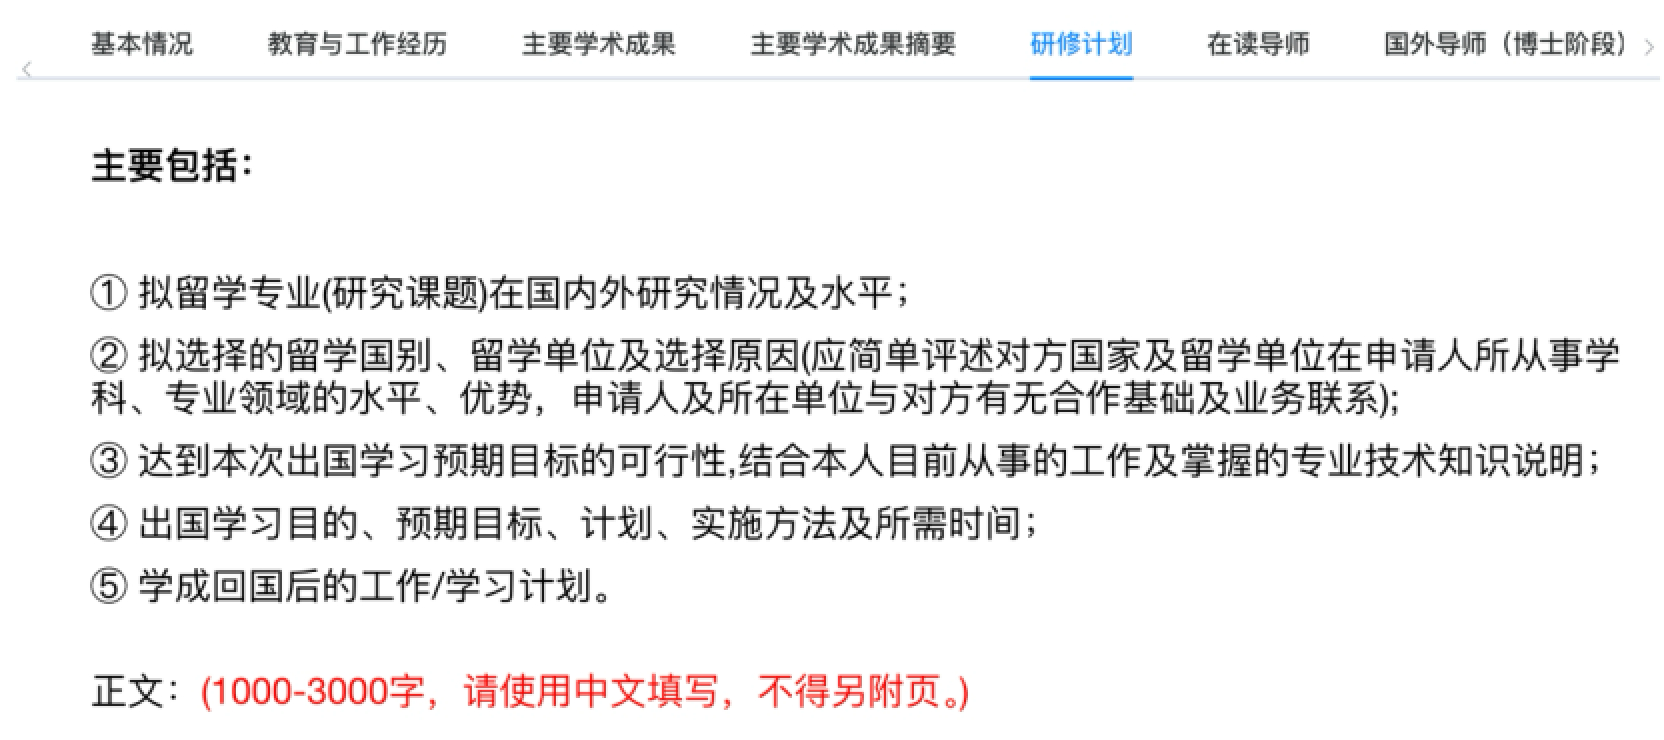 基本情况 教育与工作经历 主要学术成果 主要学术成果摘要 研修计划 在读导师 国外导师（博士阶段）
主要包括：
① 拟留学专业(研究课题)在国内外研究情况及水平；
② 拟选择的留学国别、留学单位及选择原因(应简单评述对方国家及留学单位在申请人所从事学
科、专业领域的水平、优势，申请人及所在单位与对方有无合作基础及业务联系);
③ 达到本次出国学习预期目标的可行性,结合本人目前从事的工作及掌握的专业技术知识说明；
④ 出国学习目的、预期目标、计划、实施方法及所需时间；
⑤ 学成回国后的工作/学习计划。
正文：(1000-3000字，请使用中文填写，不得另附页。)